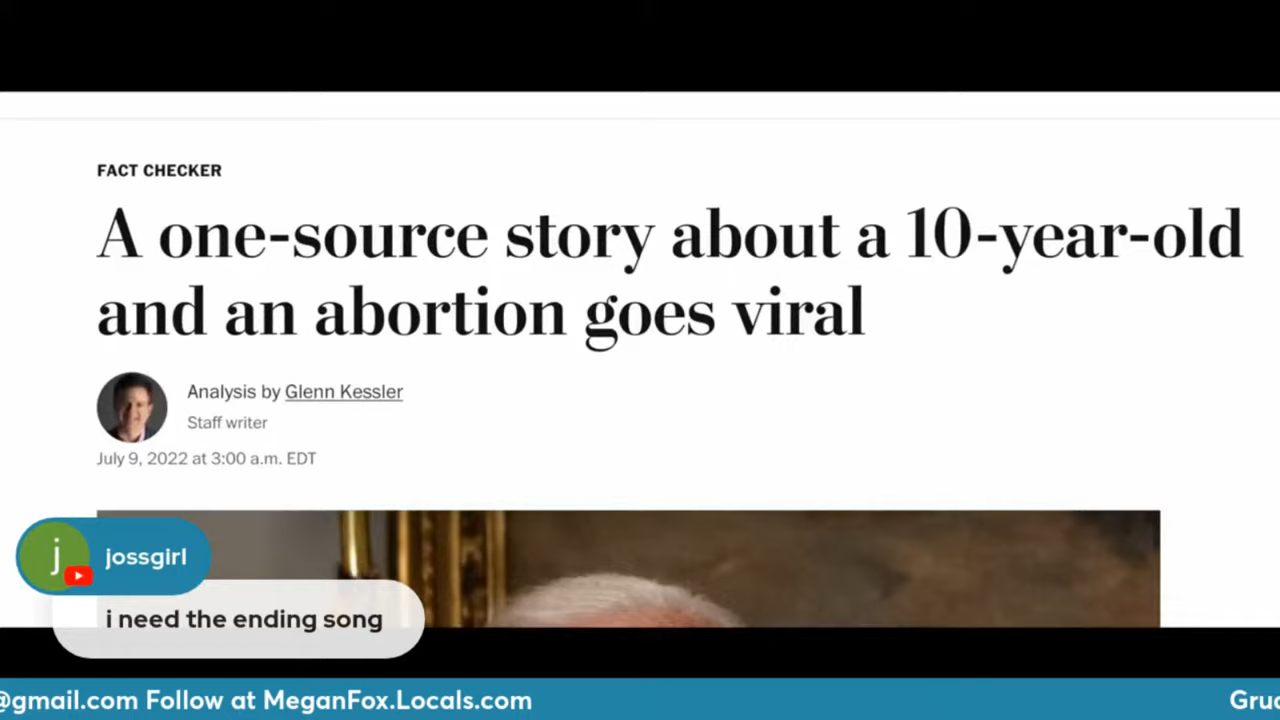 FACT CHECKER
A one-source story about a 10-year-old
and an abortion goes viral
Analysis by Glenn Kessler
Staff writer
July 9, 2022 at 3:00 a.m. EDT
j
jossgirl
i need the ending song
@gmail.com Follow at MeganFox.Locals.com